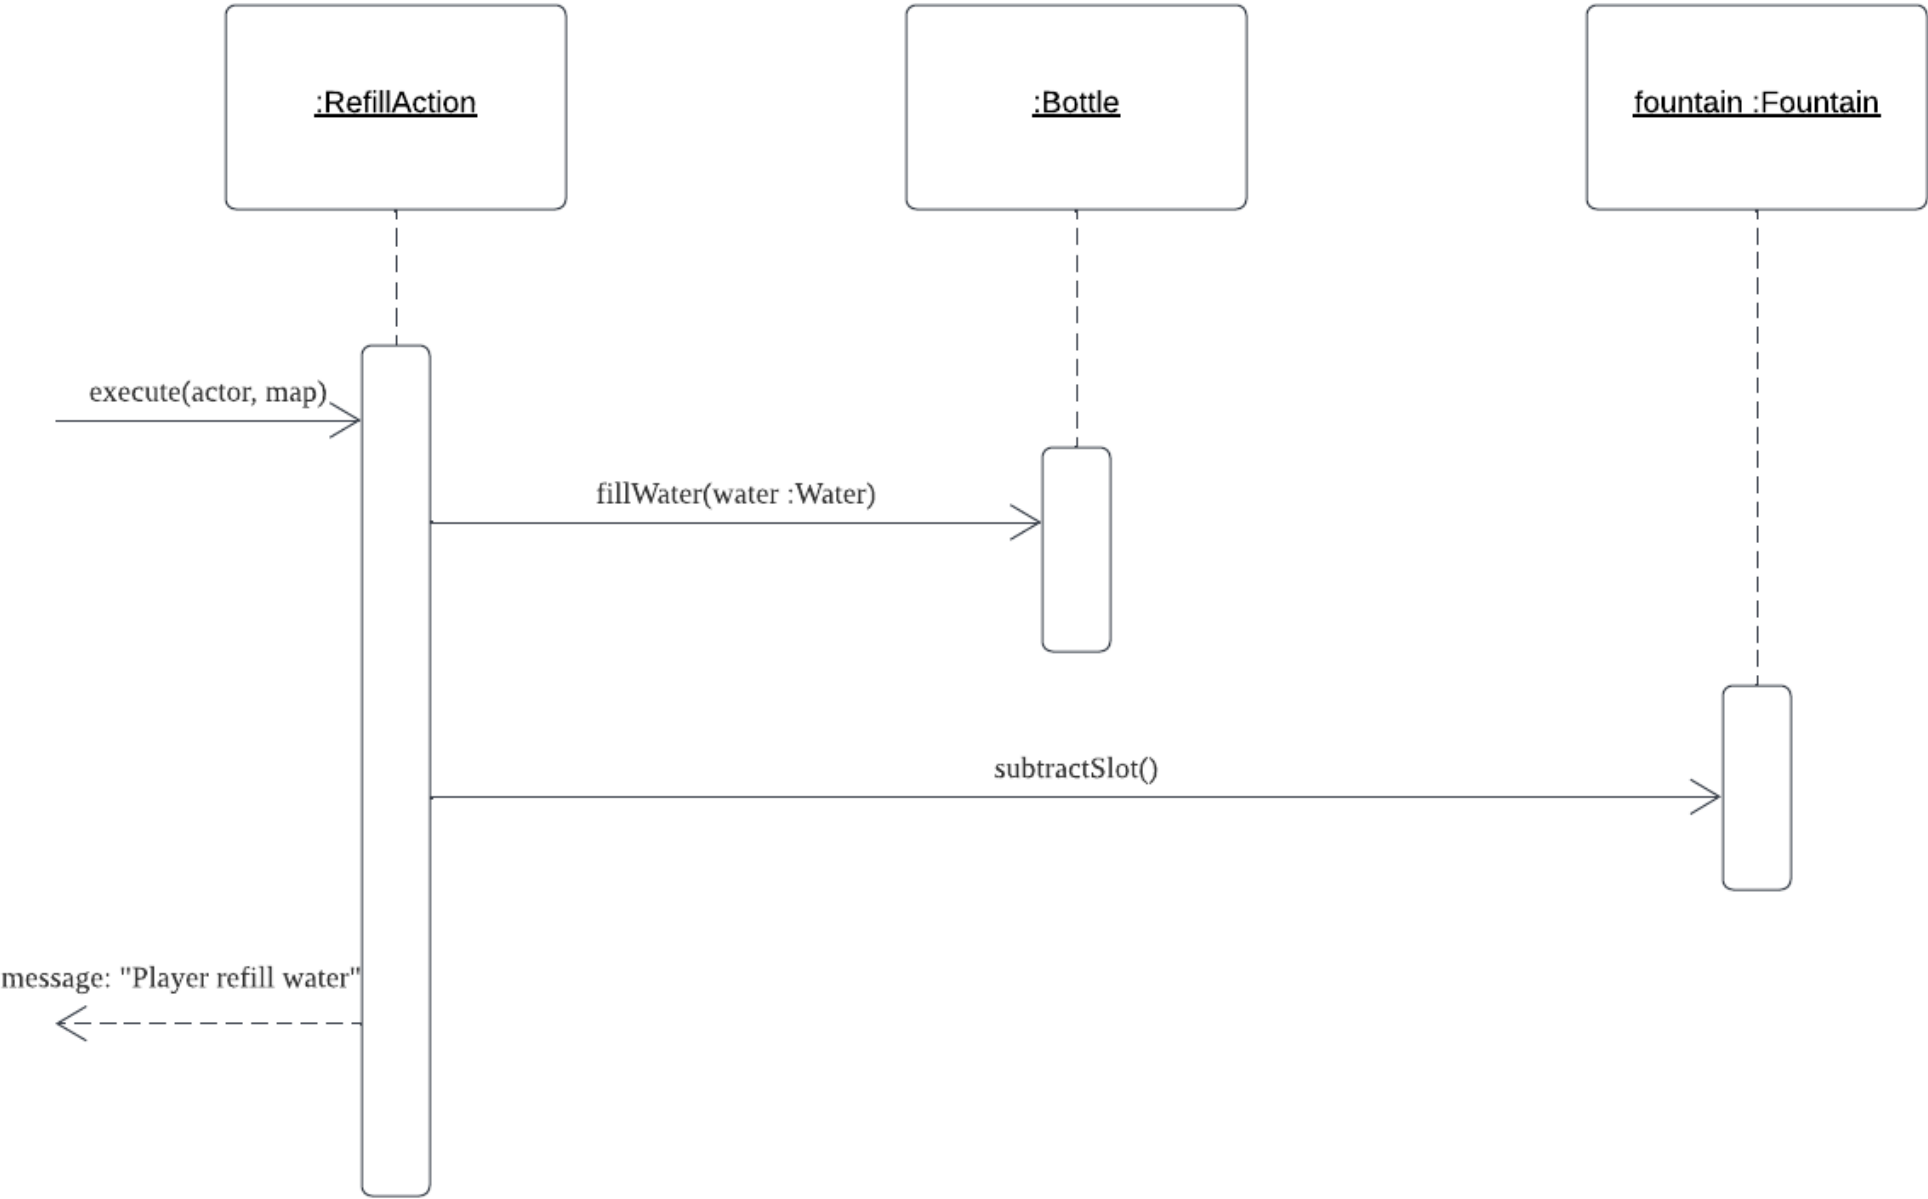 :RefillAction
:Bottle
fountain :Fountain
execute(actor, map)
fillWater(water :Water)
subtractSlot()
message: "Player refill water"